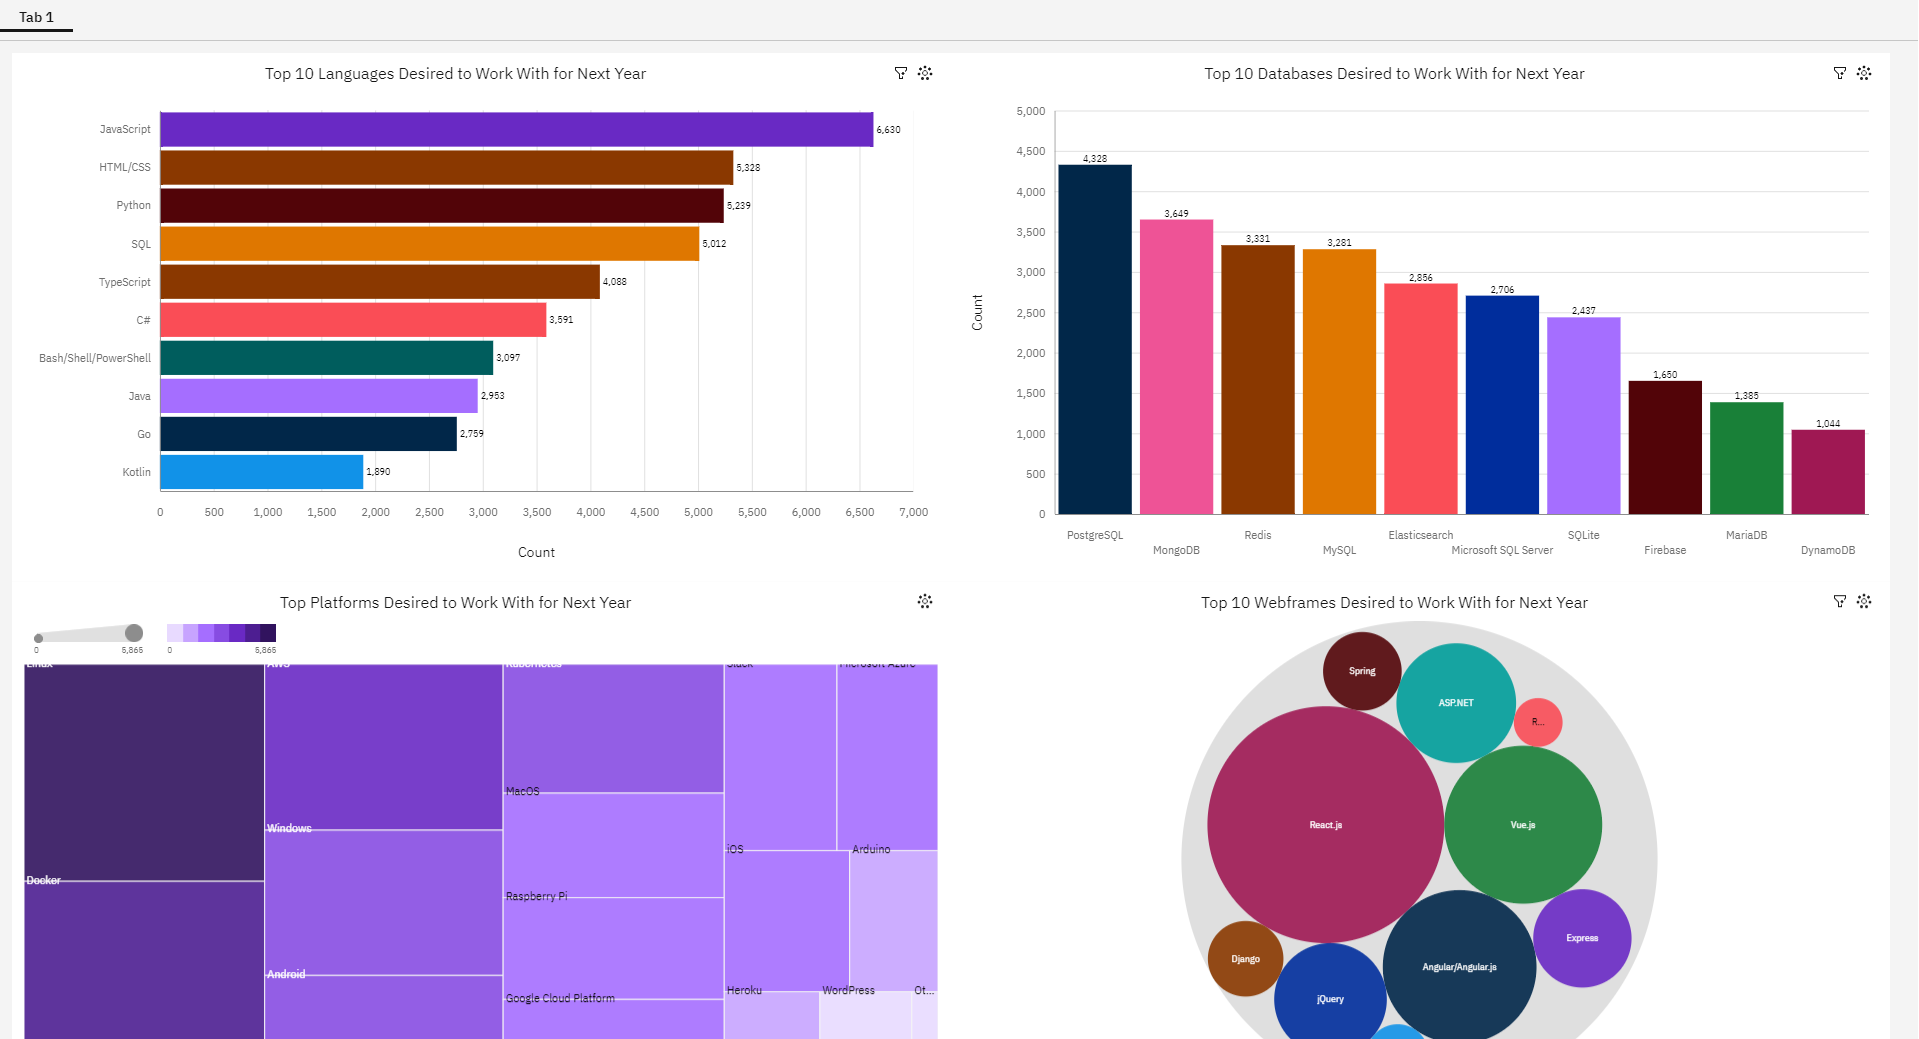 Tab 1
Top 10 Languages Desired to Work With for Next Year
JavaScript 6,630
HTML/CSS 5,328
Python 5,239
SQL 5,012
TypeScript 4,088
C# 3,591
Bash/Shell/PowerShell 3,097
Java 2,953
Go 2,759
Kotlin 1,890
0 500 1,000 1,500 2,000 2,500 3,000 3,500 4,000 4,500 5,000 5,500 6,000 6,500 7,000
Count
Top 10 Databases Desired to Work With for Next Year
5,000
4,500
4,000
3,500
3,000
2,500
2,000
1,500
1,000
500
0
Count
4,328 3,649 3,331 3,281 2,856 2,706 2,437 1,650 1,385 1,044
PostgreSQL Redis Elasticsearch SQLite MariaDB
MongoDB MySQL Microsoft SQL Server Firebase DynamoDB
Top Platforms Desired to Work With for Next Year
0 5,865 0 5,865
Linux AWS Kubernetes Slack Microsoft Azure
MacOS
Windows
iOS Arduino
Docker
Raspberry Pi
Android
Heroku WordPress Ot...
Google Cloud Platform
Top 10 Webframes Desired to Work With for Next Year
Spring
ASP.NET
R...
React.js Vue.js
Express
Django
Angular/Angular.js
jQuery